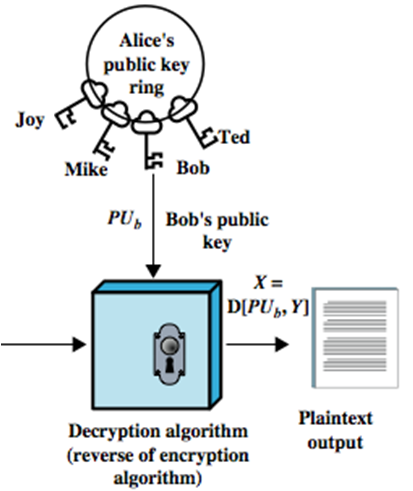 Alice's
public key
ring
Joy
Ted
Mike
Bob
PUb
Bob's public
key
X =
D[PUb, Y]
Decryption algorithm
(reverse of encryption
algorithm)
Plaintext
output